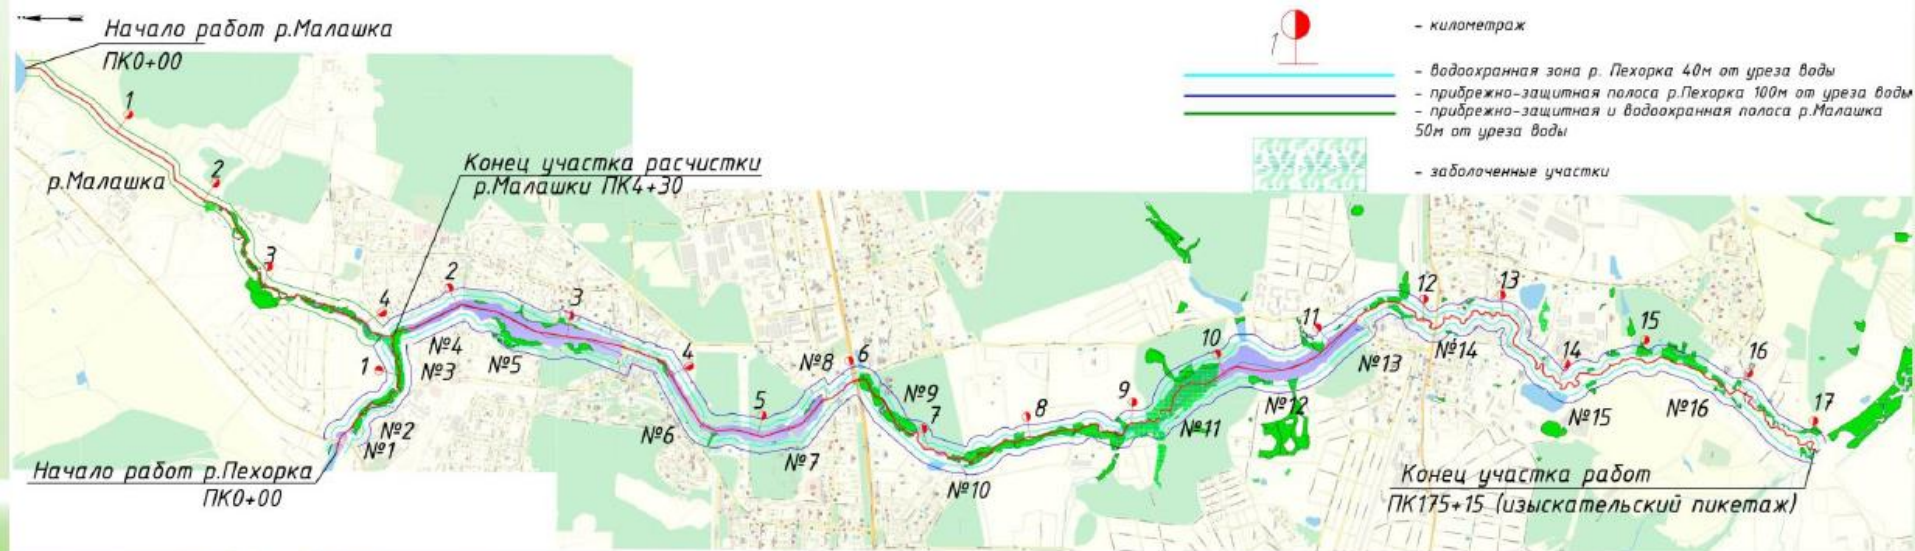 Начало работ р.Малашка
ПК0+00
1
- километраж
- водоохранная зона р. Пехорка 40м от уреза воды
- прибрежно-защитная полоса р.Пехорка 100м от уреза воды
- прибрежно-защитная и водоохранная полоса р.Малашка
50м от уреза воды
- заболоченные участки
1
2
р.Малашка
Конец участка расчистки
р.Малашки ПК4+30
3
4
1
2
3
4
5
6
7
8
9
10
11
12
13
14
15
16
17
№1
№2
№3
№4
№5
№6
№7
№8
№9
№10
№11
№12
№13
№14
№15
№16
Начало работ р.Пехорка
ПК0+00
Конец участка работ
ПК175+15 (изыскательский пикетаж)